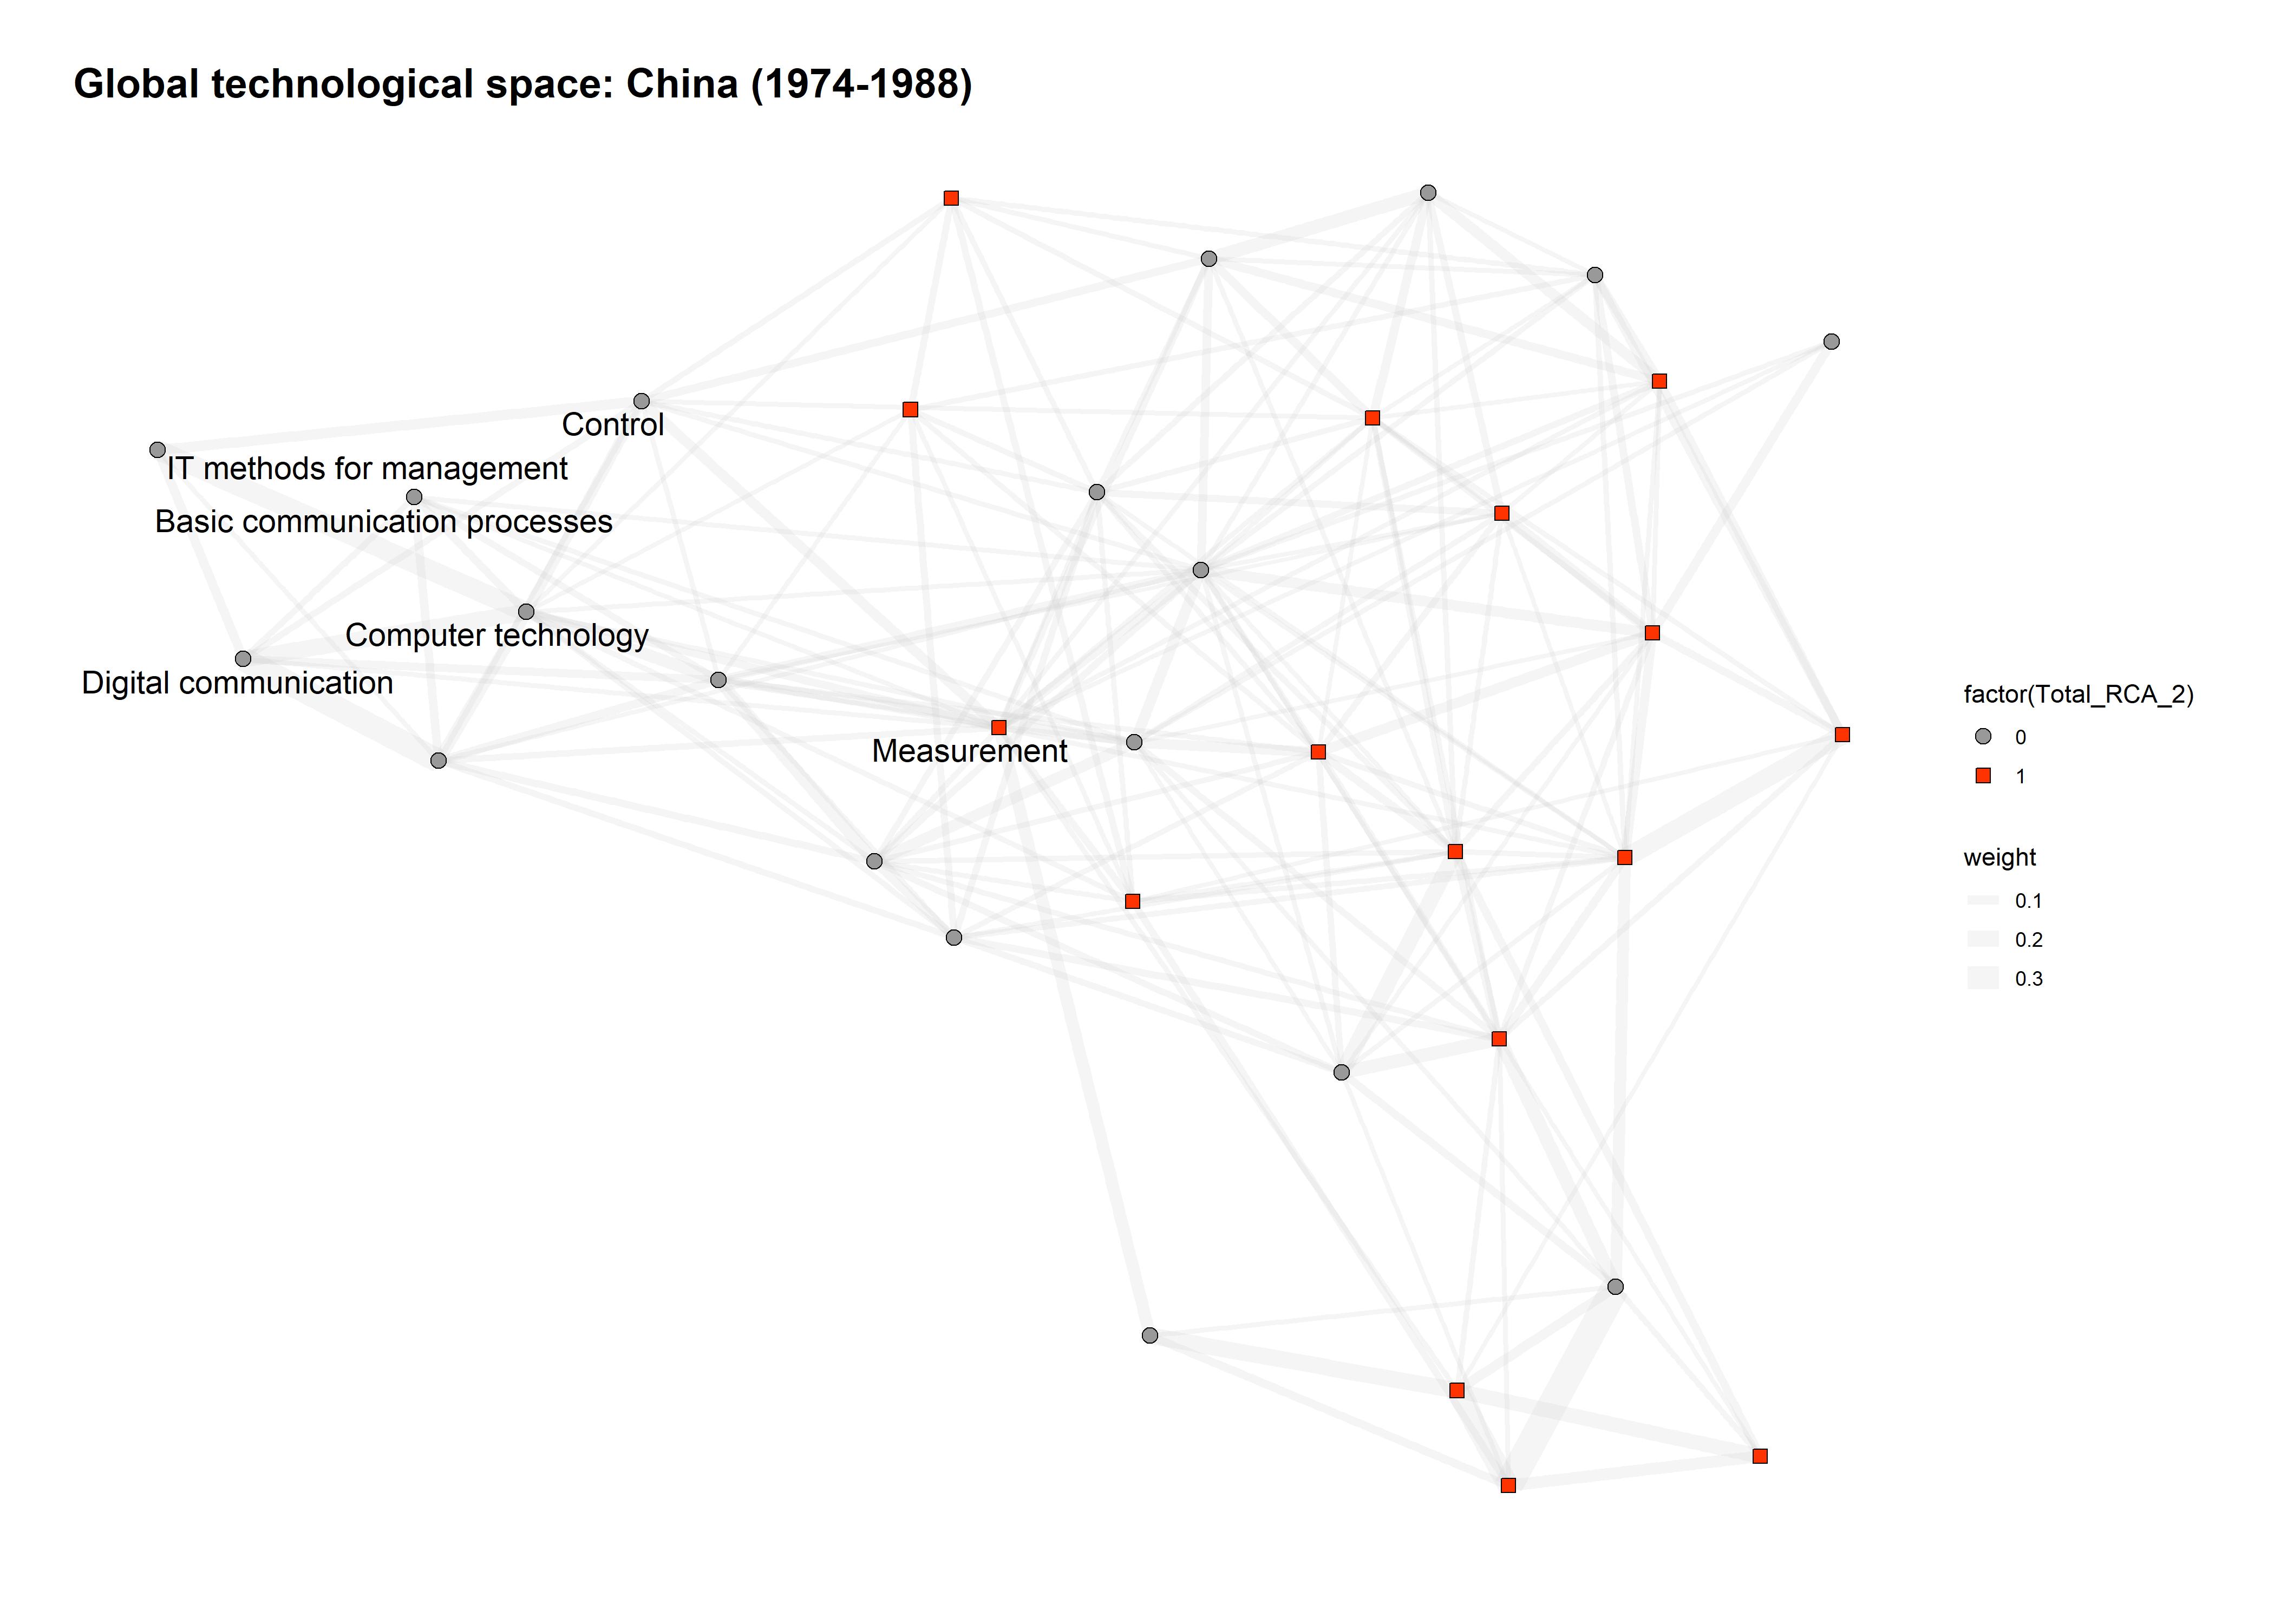 Global technological space: China (1974-1988)
Control
IT methods for management
Basic communication processes
Computer technology
Digital communication
Measurement
factor(Total_RCA_2)
0
1
weight
0.1
0.2
0.3